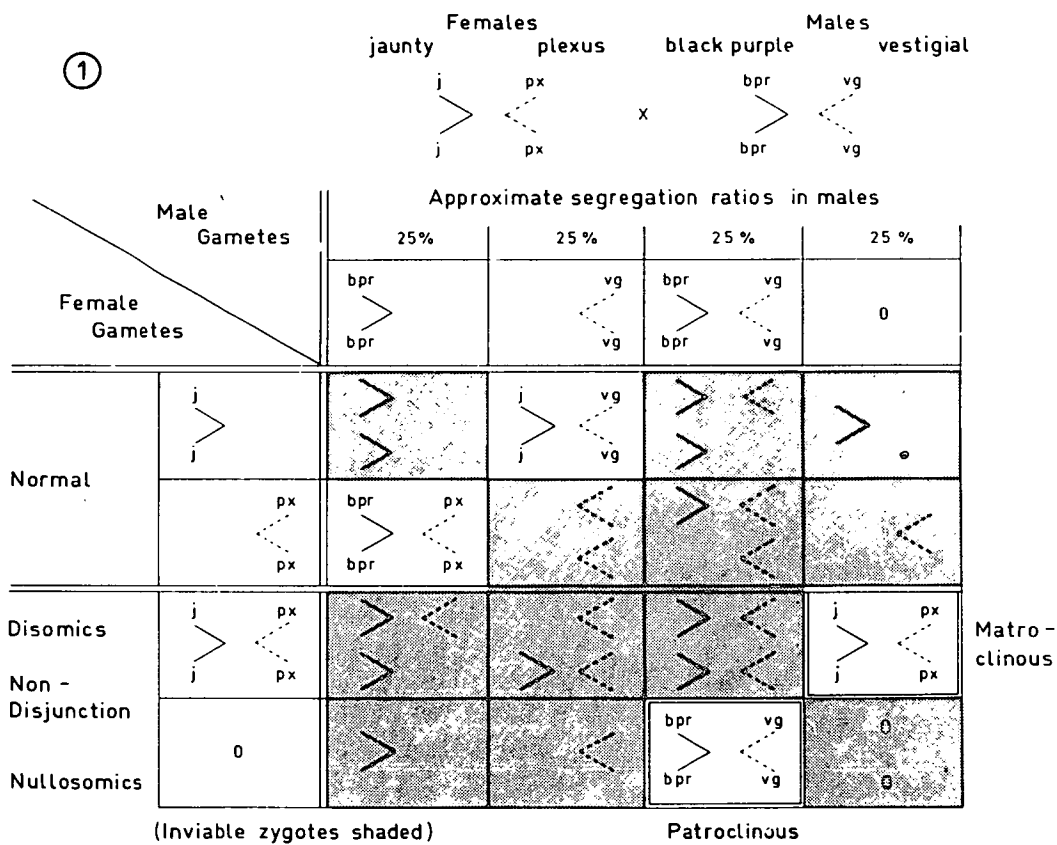 1
Females Males
jaunty plexus black purple vestigial
j px bpr vg
x
j px bpr vg
Approximate segregation ratios in males
Male
Gametes
25% 25% 25% 25%
Female
Gametes
bpr vg bpr vg
0
bpr vg bpr vg
Normal
j j vg
j j vg
px bpr px
px bpr px
Disomics
Non-
Disjunction
Nullosomics
j px j px
j px j px
Matro-
clinous
0
bpr vg
bpr vg
0
0
(Inviable zygotes shaded) Patroclinous